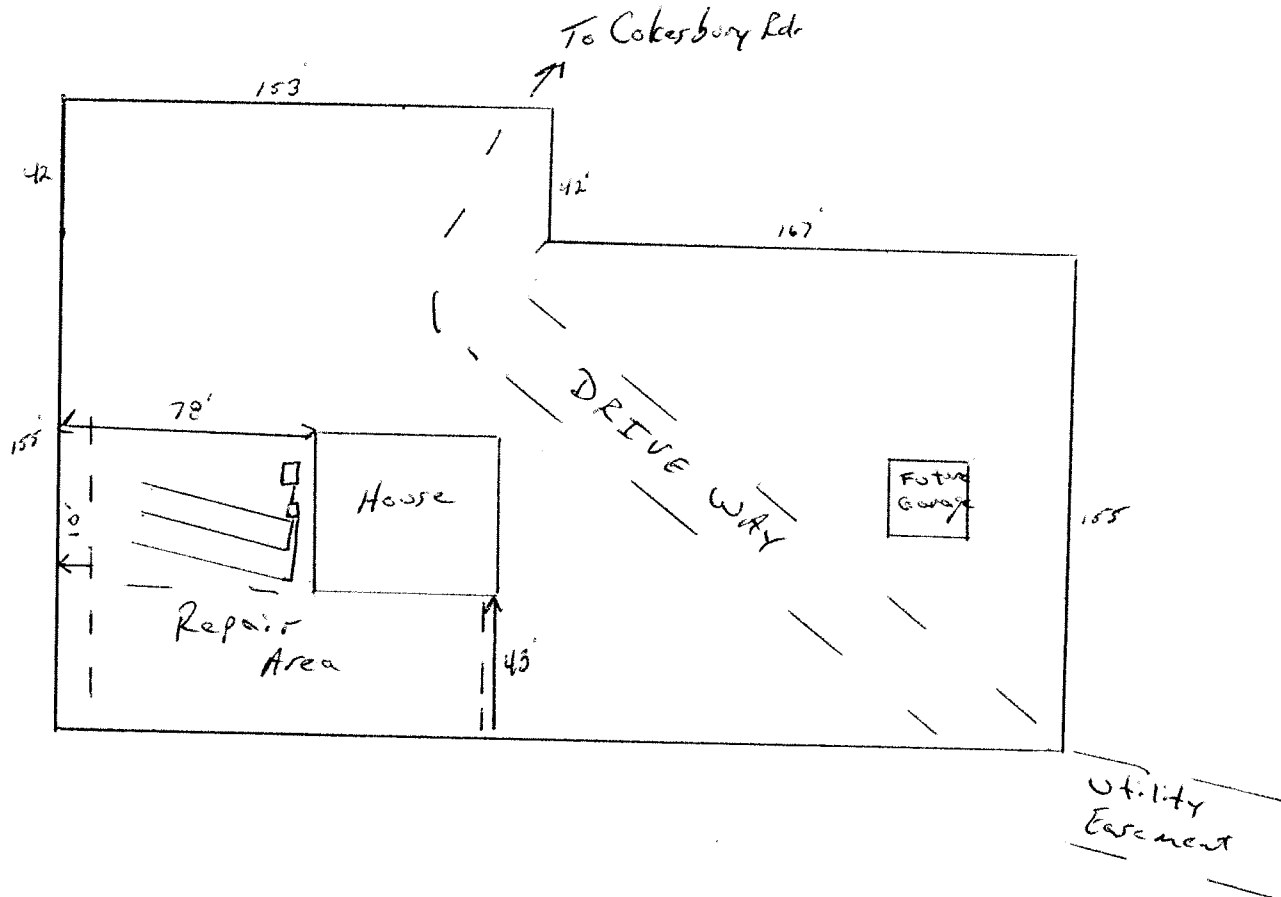 To Cokesbury Rd.
153'
42
42'
167'
155'
78'
10'
House
DRIVE WAY
Future
Garage
155
Repair
Area
43'
Utility
Easement